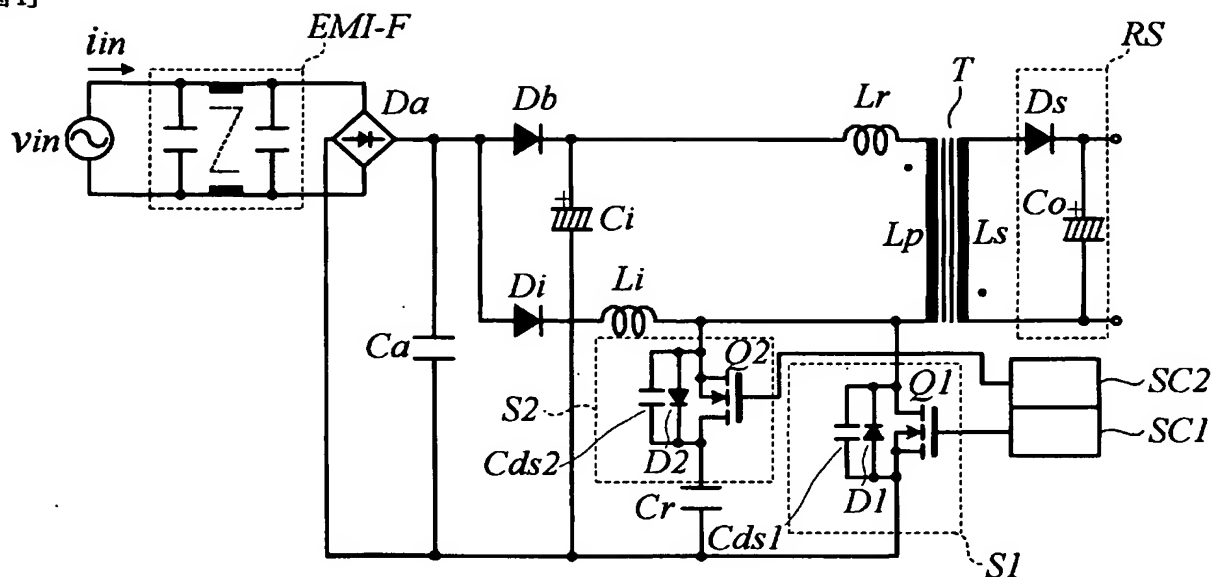 EMI-F
RS
iin
T
Da
Db
Lr
Ds
vin
Ci
Co
Lp
Ls
Di
Li
Ca
Q2
Q1
SC2
S2
SC1
Cds2
D2
D1
Cr
Cds1
S1